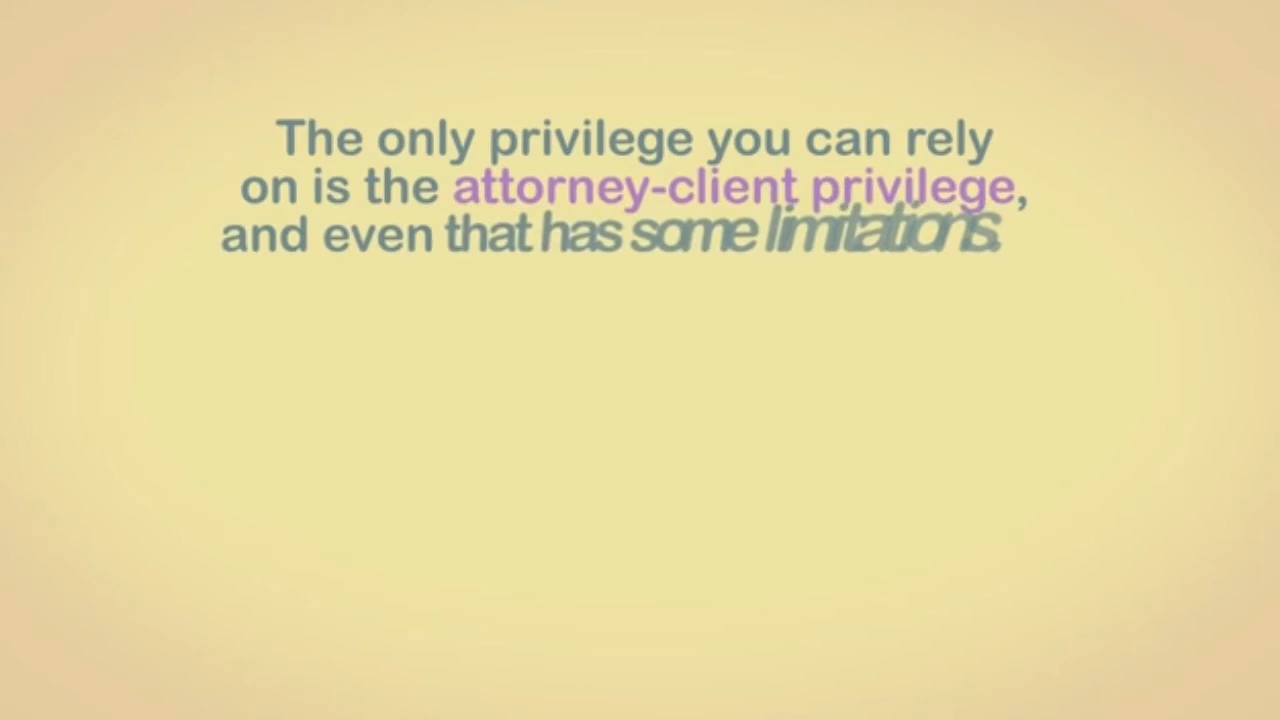 The only privilege you can rely
on is the attorney-client privilege,
and even that has some limitations.